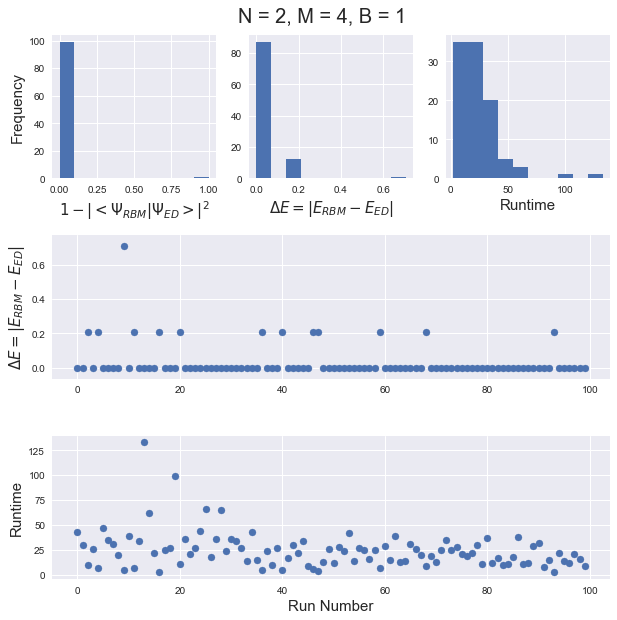 N = 2, M = 4, B = 1
Frequency
100
80
60
40
20
0
0.00 0.25 0.50 0.75 1.00
1 − | < Ψ_RBM | Ψ_ED > |²
80
60
40
20
0
0.0 0.2 0.4 0.6
ΔE = |E_RBM − E_ED|
30
20
10
0
0 50 100
Runtime
ΔE = |E_RBM − E_ED|
0.6
0.4
0.2
0.0
0 20 40 60 80 100
Runtime
125
100
75
50
25
0
0 20 40 60 80 100
Run Number